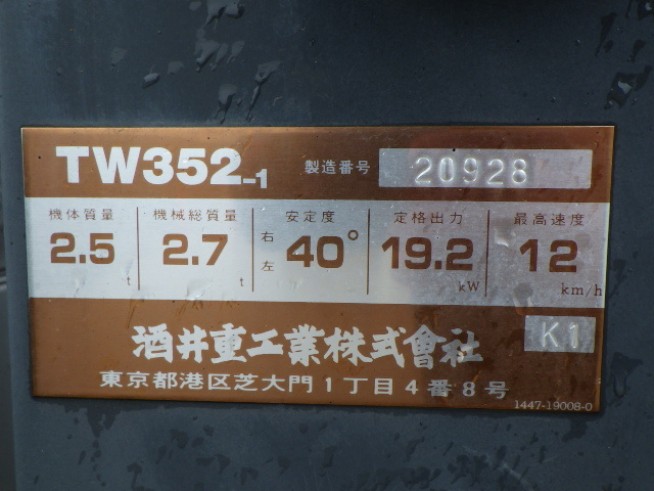 TW352-1 製造番号 20928
機体質量 機械総質量 安定度 定格出力 最高速度
2.5 t 2.7 t 右左 40° 19.2 kW 12 km/h
K1
酒井重工業株式會社
東京都港区芝大門1丁目4番8号
1447-19008-0